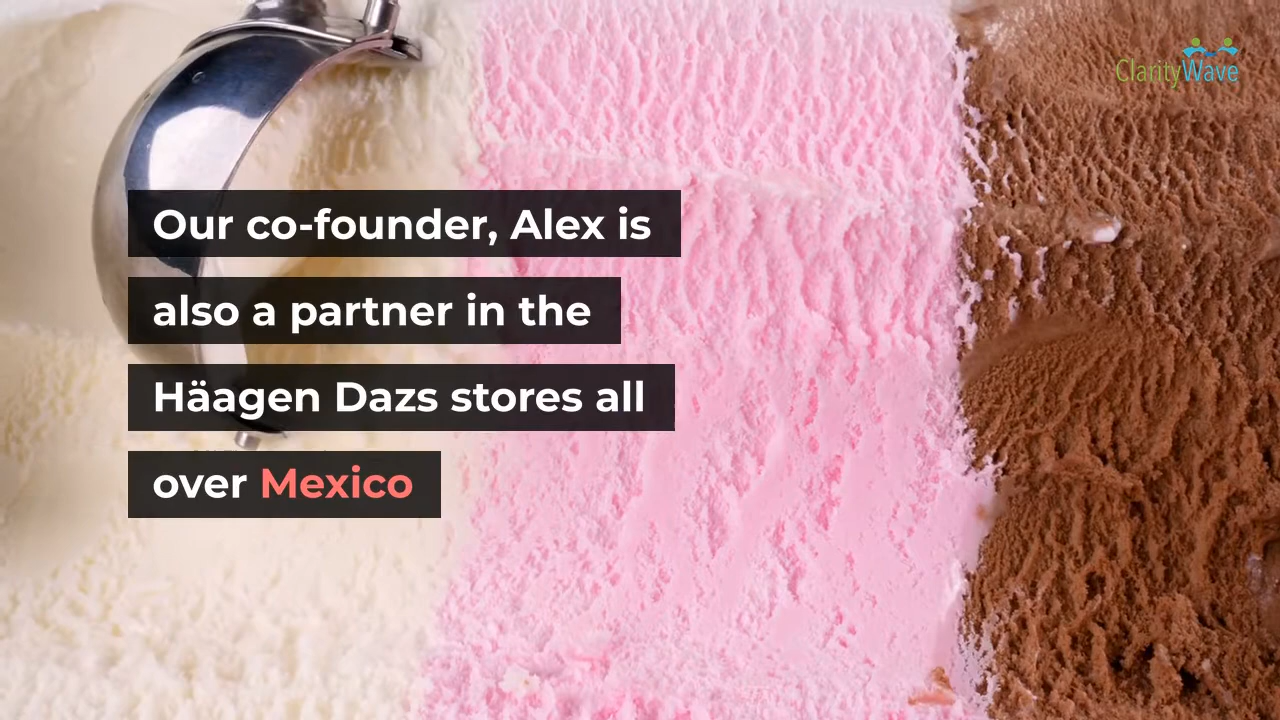 ClarityWave
Our co-founder, Alex is
also a partner in the
Häagen Dazs stores all
over Mexico